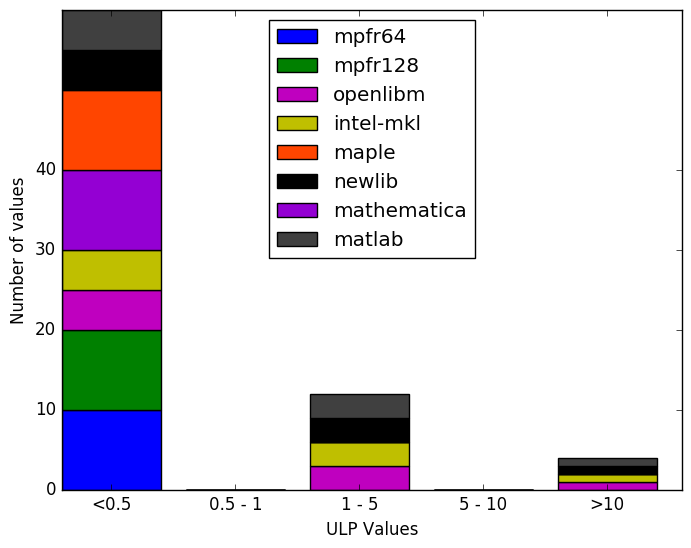 mpfr64
mpfr128
openlibm
intel-mkl
maple
newlib
mathematica
matlab
Number of values
40
30
20
10
0
<0.5
0.5 - 1
1 - 5
5 - 10
>10
ULP Values